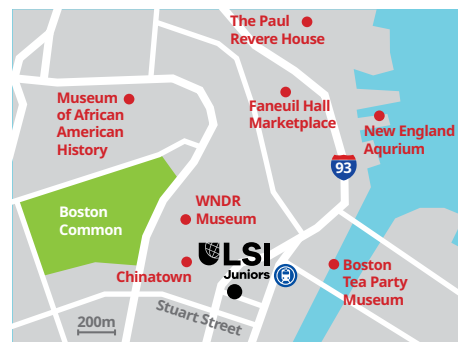 The Paul
Revere House
Museum
of African
American
History
Faneuil Hall
Marketplace
New England
Aqurium
93
WNDR
Museum
Boston
Common
LSI
Juniors
Chinatown
Boston
Tea Party
Museum
Stuart Street
200m